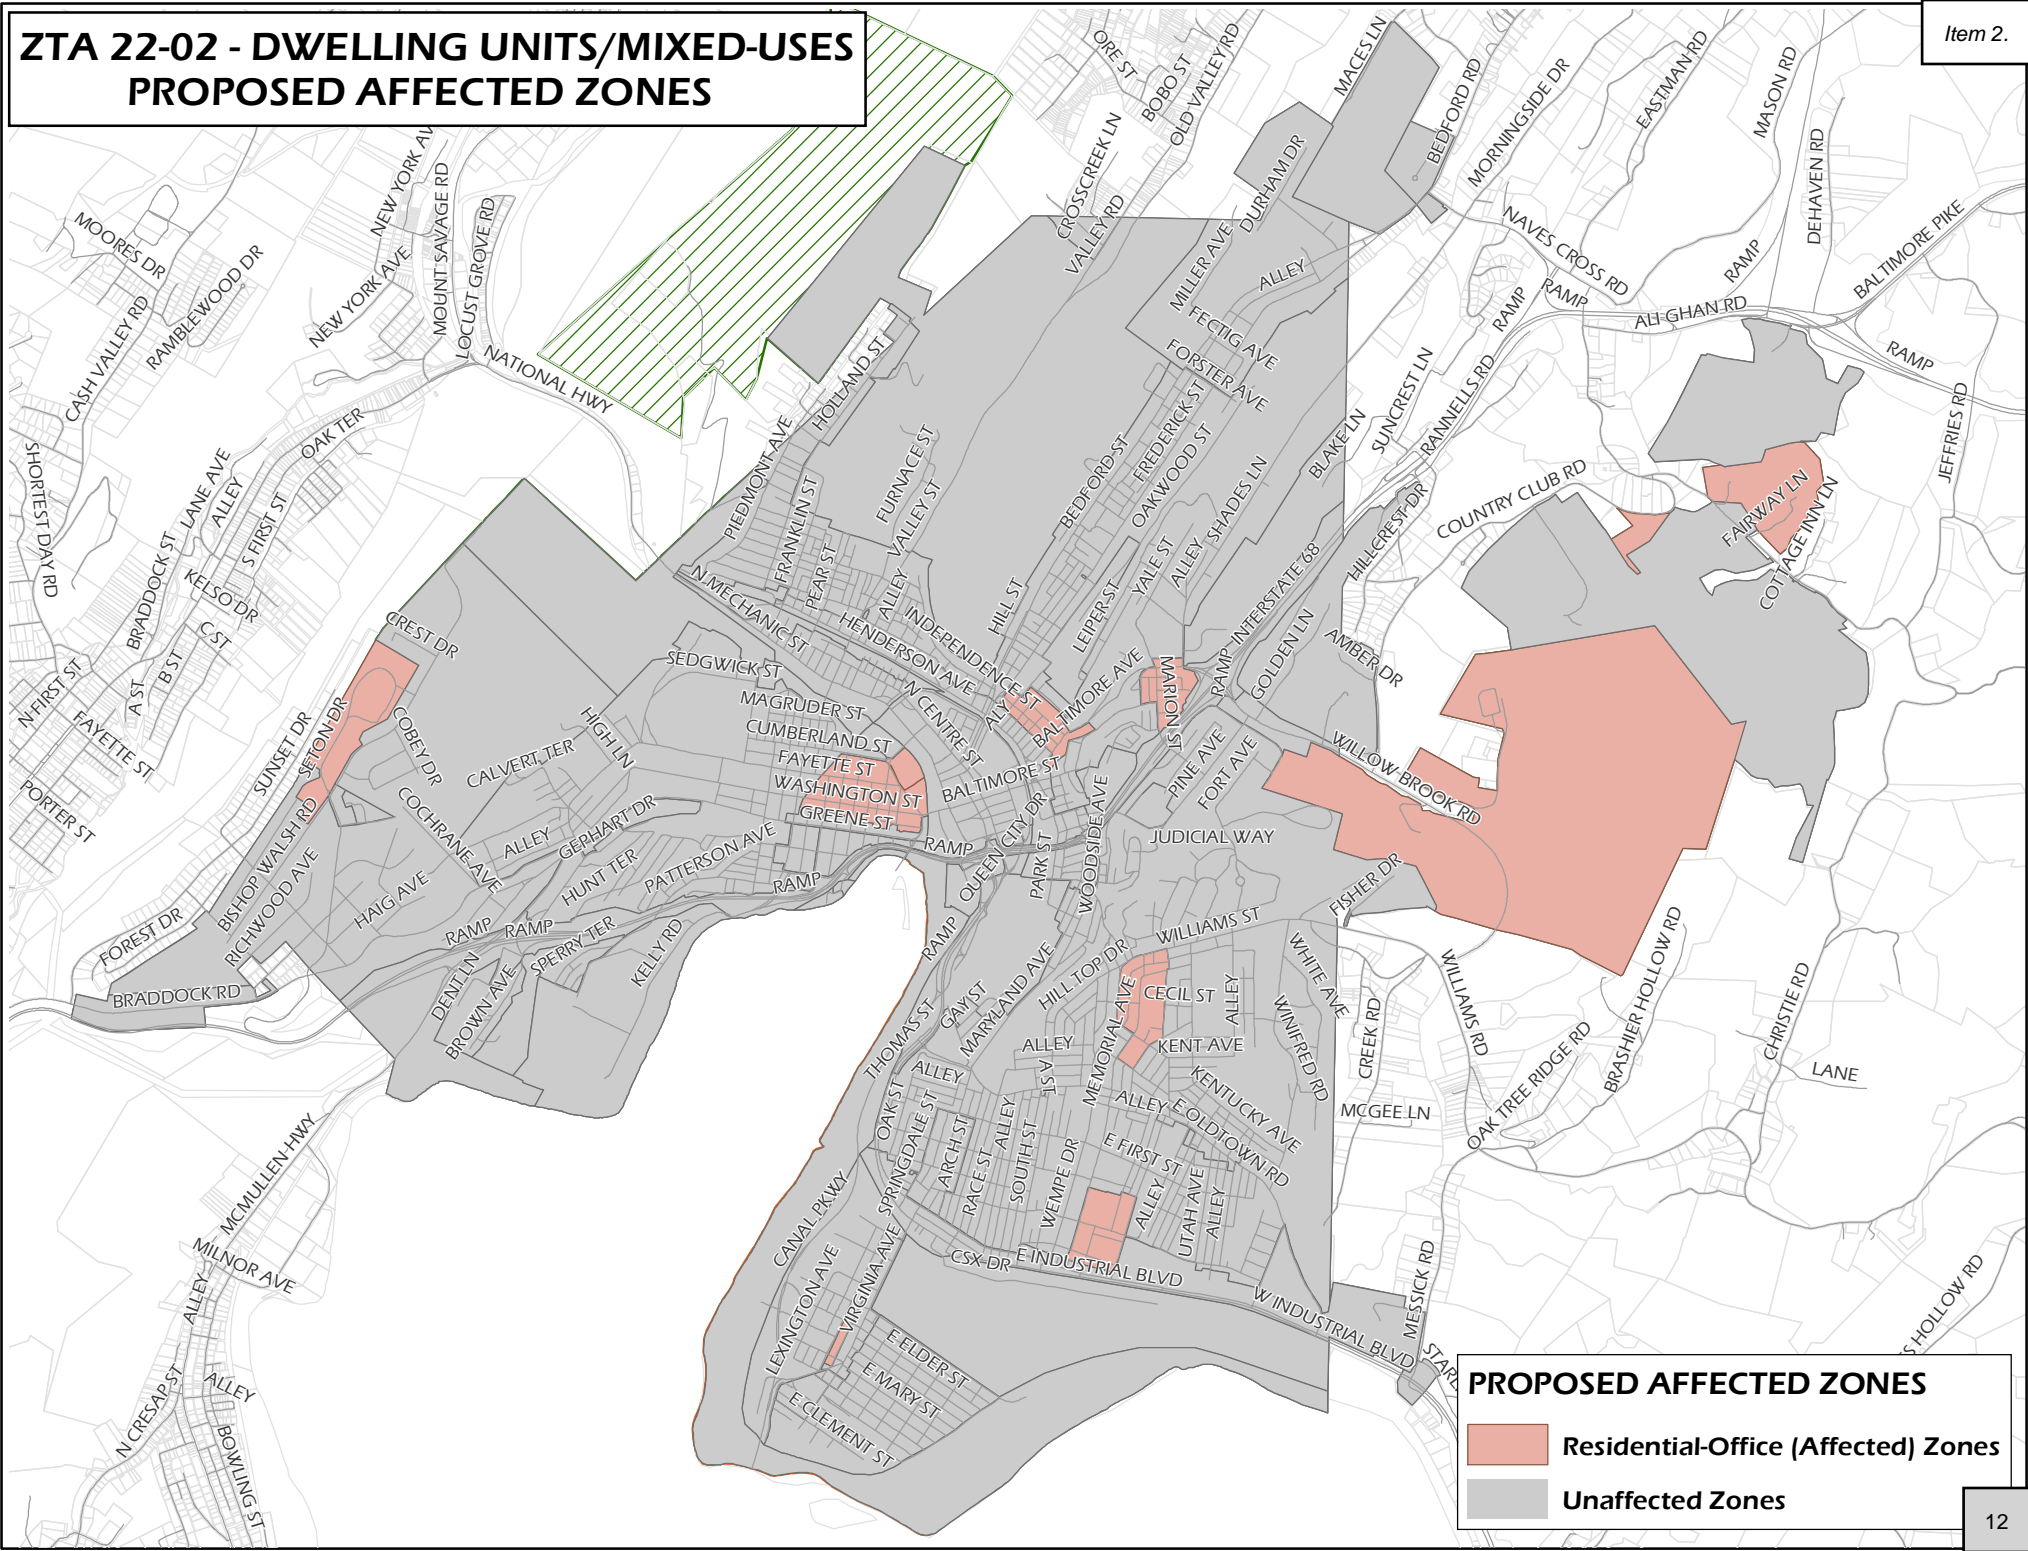 ZTA 22-02 - DWELLING UNITS/MIXED-USES
PROPOSED AFFECTED ZONES
Item 2.
ORE ST
BOBO ST
OLD VALLEY RD
MACES LN
BEDFORD RD
MORNINGSIDE DR
EASTMAN RD
MASON RD
DEHAVEN RD
NEW YORK AV
MOUNT SAVAGE RD
LOCUST GROVE RD
CROSSCREEK LN
VALLEY RD
DURHAM DR
MILLER AVE
ALLEY
NAVES CROSS RD
RAMP
BALTIMORE PIKE
MOORES DR
RAMBLEWOOD DR
NEW YORK AVE
CASH VALLEY RD
NATIONAL HWY
HOLLAND ST
FECTIG AVE
FORSTER AVE
RAMP
RAMP
ALI GHAN RD
RAMP
JEFFRIES RD
OAK TER
SHORTEST DAY RD
LANE AVE
ALLEY
BRADDOCK ST
S FIRST ST
KELSO DR
C ST
B ST
A ST
N FIRST ST
FAYETTE ST
PORTER ST
PIEDMONT AVE
FRANKLIN ST
PEAR ST
FURNACE ST
VALLEY ST
ALLEY
BEDFORD ST
FREDERICK ST
OAKWOOD ST
SHADES LN
BLAKE LN
SUNCREST LN
RANNELLS RD
HILLCREST DR
COUNTRY CLUB RD
FAIRWAY LN
COTTAGE INN LN
YALE ST
ALLEY
LEIPER ST
HILL ST
INTERSTATE 68
RAMP
GOLDEN LN
AMBER DR
N MECHANIC ST
HENDERSON AVE
INDEPENDENCE ST
N CENTRE ST
ALY
BALTIMORE AVE
MARION ST
CREST DR
SEDGWICK ST
MAGRUDER ST
CUMBERLAND ST
FAYETTE ST
WASHINGTON ST
GREENE ST
BALTIMORE ST
SETON DR
SUNSET DR
COBEY DR
HIGH LN
CALVERT TER
COCHRANE AVE
ALLEY
GEPHART DR
HUNT TER
PATTERSON AVE
RAMP
RAMP
QUEEN CITY DR
PARK ST
WOODSIDE AVE
PINE AVE
FORT AVE
WILLOW BROOK RD
JUDICIAL WAY
FISHER DR
BISHOP WALSH RD
RICHWOOD AVE
HAIG AVE
RAMP
RAMP
SPERRY TER
KELLY RD
DENT LN
BROWN AVE
FOREST DR
BRADDOCK RD
RAMP
WILLIAMS ST
HILL TOP DR
WHITE AVE
WILLIAMS RD
BRASHER HOLLOW RD
CHRISTIE RD
CECIL ST
ALLEY
MEMORIAL AVE
KENT AVE
WINIFRED RD
CREEK RD
MCGEE LN
OAK TREE RIDGE RD
LANE
THOMAS ST
GAY ST
MARYLAND AVE
ALLEY
A ST
ALLEY
OAK ST
SPRINGDALE ST
ARCH ST
RACE ST
ALLEY
SOUTH ST
WEMPE DR
ALLEY
KENTUCKY AVE
E OLDTOWN RD
E FIRST ST
ALLEY
UTAH AVE
ALLEY
MCMULLEN HWY
MILNOR AVE
ALLEY
N CRESAP ST
ALLEY
BOWLING ST
CANAL PKWY
VIRGINIA AVE
LEXINGTON AVE
CSX DR
E INDUSTRIAL BLVD
W INDUSTRIAL BLVD
MESSICK RD
E ELDER ST
E MARY ST
E CLEMENT ST
STARL
S HOLLOW RD
PROPOSED AFFECTED ZONES
Residential-Office (Affected) Zones
Unaffected Zones
12